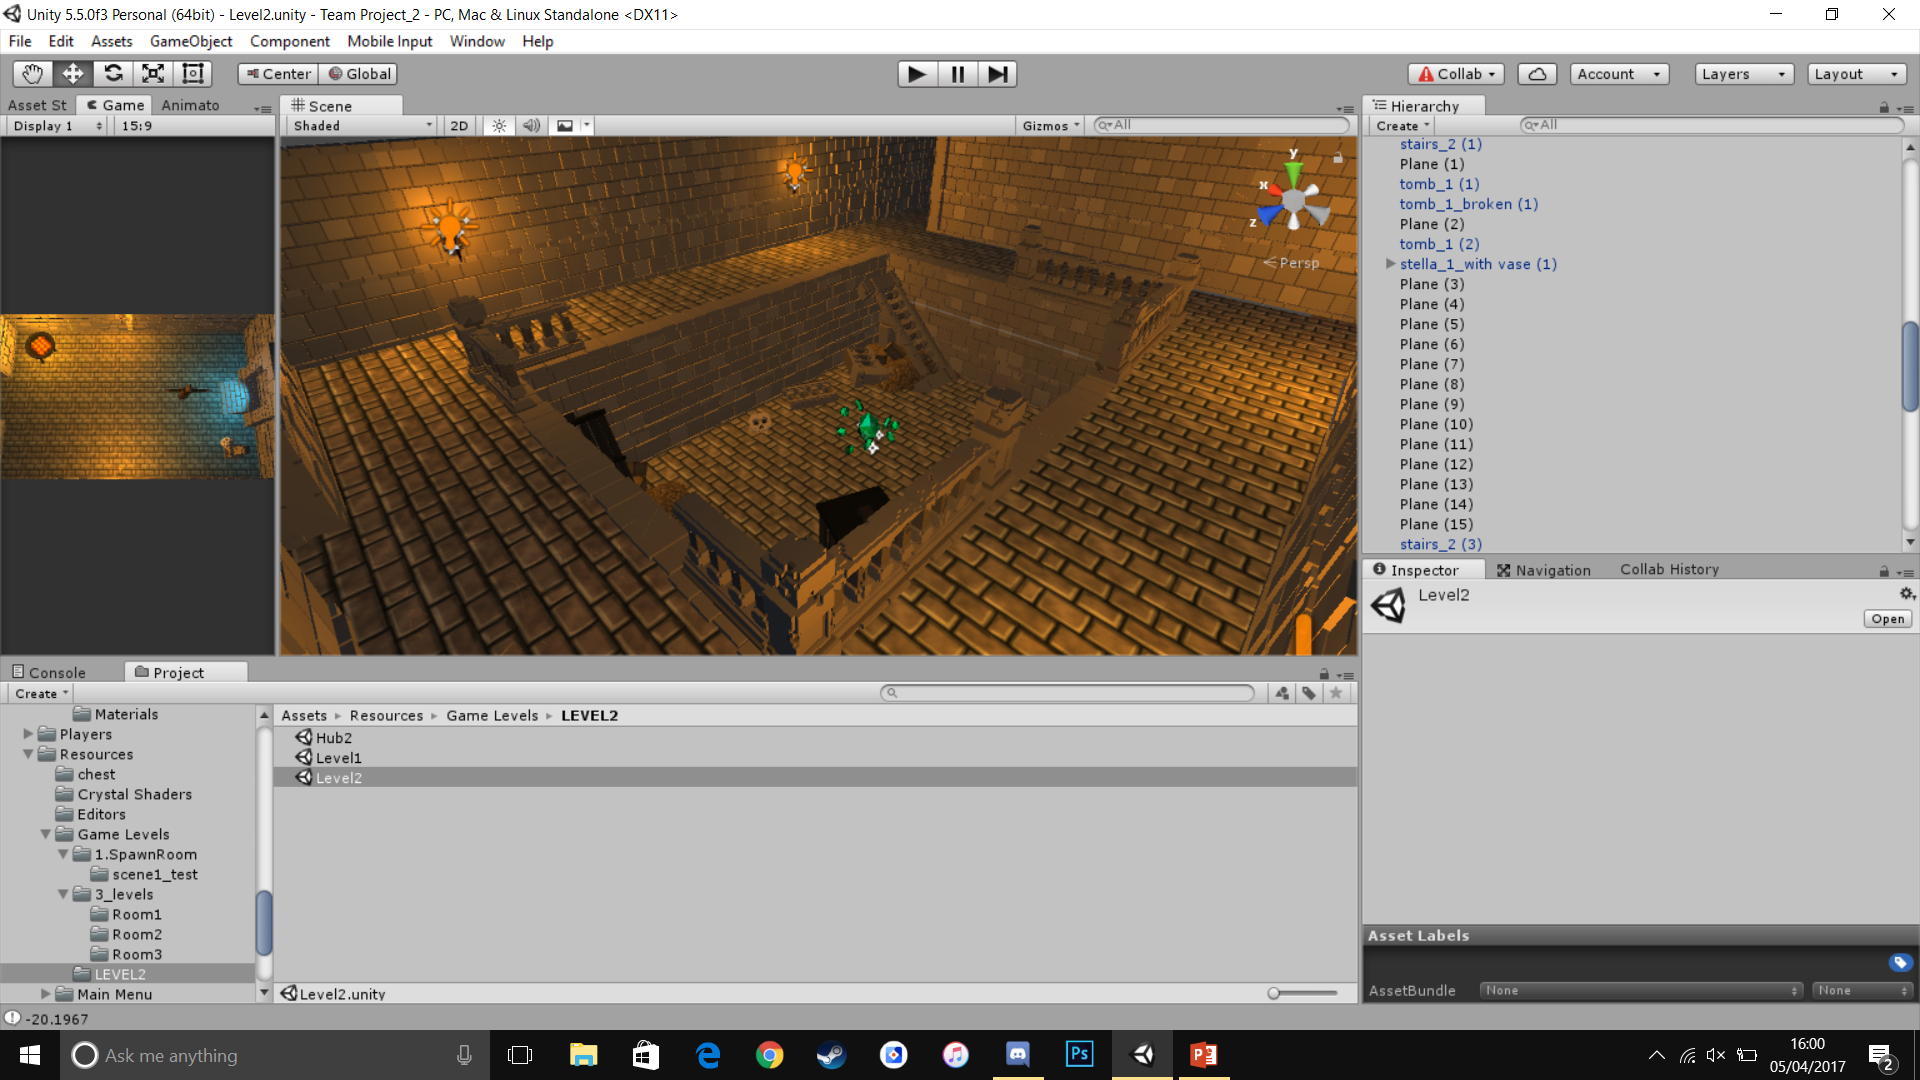 Unity 5.5.0f3 Personal (64bit) - Level2.unity - Team Project_2 - PC, Mac & Linux Standalone <DX11>
File Edit Assets GameObject Component Mobile Input Window Help
Center Global Collab Account Layers Layout
Asset St Game Animato Scene Hierarchy
Display 1 15:9 Shaded 2D Gizmos All Create All
stairs_2 (1)
Plane (1)
tomb_1 (1)
tomb_1_broken (1)
Plane (2)
tomb_1 (2)
stella_1_with vase (1)
Plane (3)
Plane (4)
Plane (5)
Plane (6)
Plane (7)
Plane (8)
Plane (9)
Plane (10)
Plane (11)
Plane (12)
Plane (13)
Plane (14)
Plane (15)
stairs_2 (3)
y
x
z
Persp
Inspector Navigation Collab History
Level2
Open
Console Project
Create
Materials
Players
Resources
chest
Crystal Shaders
Editors
Game Levels
1.SpawnRoom
scene1_test
3_levels
Room1
Room2
Room3
LEVEL2
Main Menu
Assets Resources Game Levels LEVEL2
Hub2
Level1
Level2
Level2.unity
Asset Labels
AssetBundle None None
-20.1967
Ask me anything
Ps
P
16:00
05/04/2017
2